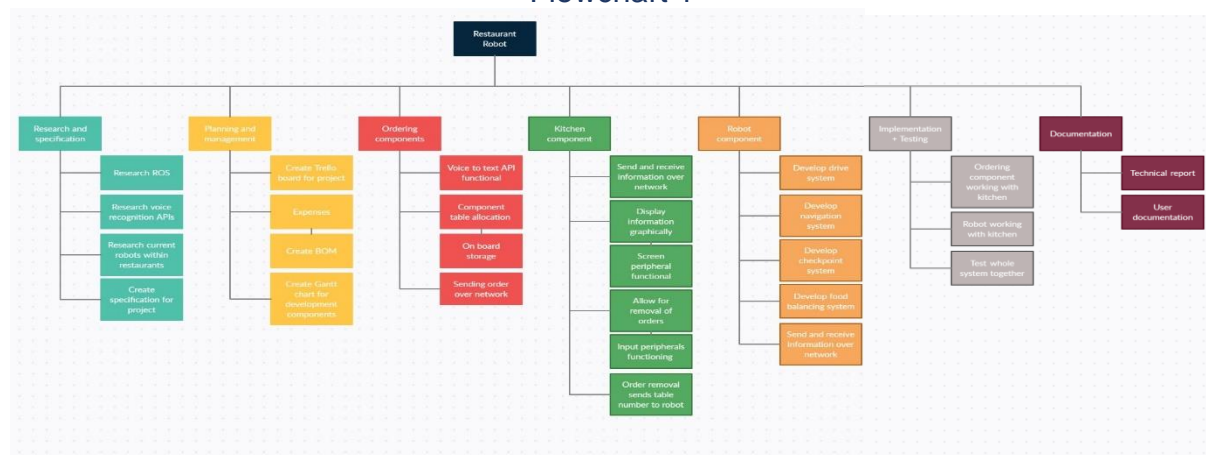 Restaurant
Robot
Research and
specification
Research ROS
Research voice
recognition APIs
Research current
robots within
restaurants
Create
specification for
project
Planning and
management
Create Trello
board for project
Expenses
Create BOM
Create Gantt
chart for
development
components
Ordering
components
Voice to text API
functional
Component
table allocation
On board
storage
Sending order
over network
Kitchen
component
Send and receive
information over
network
Display
information
graphically
Screen
peripheral
functional
Allow for
removal of
orders
Input peripherals
functioning
Order removal
sends table
number to robot
Robot
component
Develop drive
system
Develop
navigation
system
Develop
checkpoint
system
Develop food
balancing system
Send and receive
information over
network
Implementation
+ Testing
Ordering
component
working with
kitchen
Robot working
with kitchen
Test whole
system together
Documentation
Technical report
User
documentation